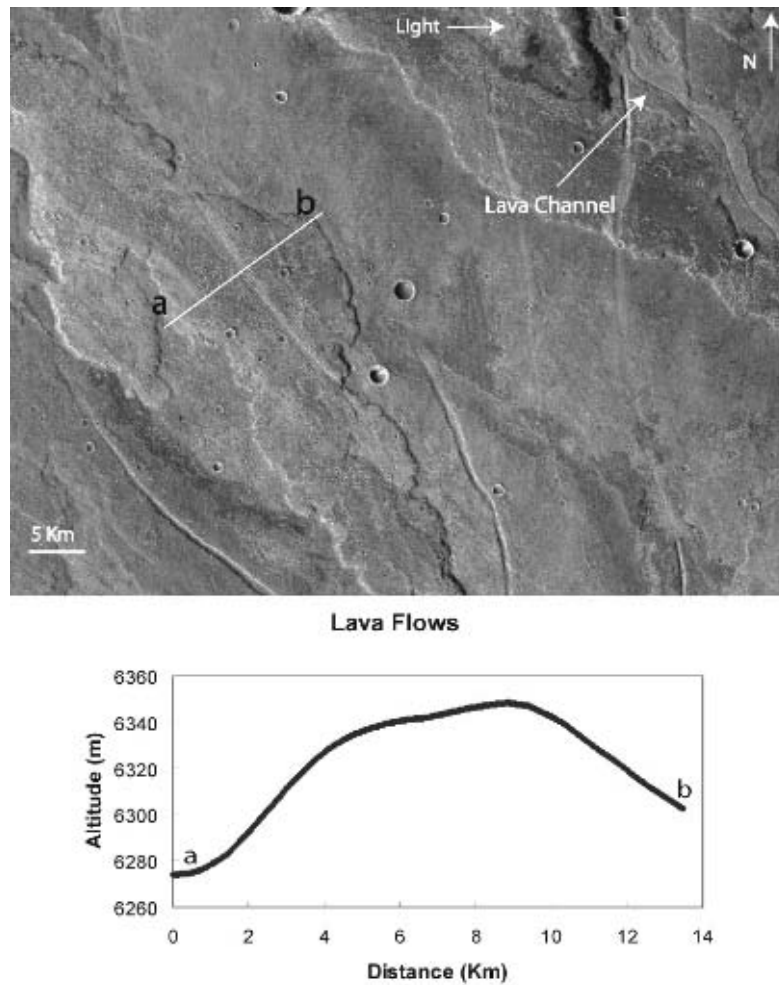 Light
N
Lava Channel
b
a
5 Km
Lava Flows
6360
6340
6320
6300
6280
6260
Altitude (m)
a
b
0 2 4 6 8 10 12 14
Distance (Km)